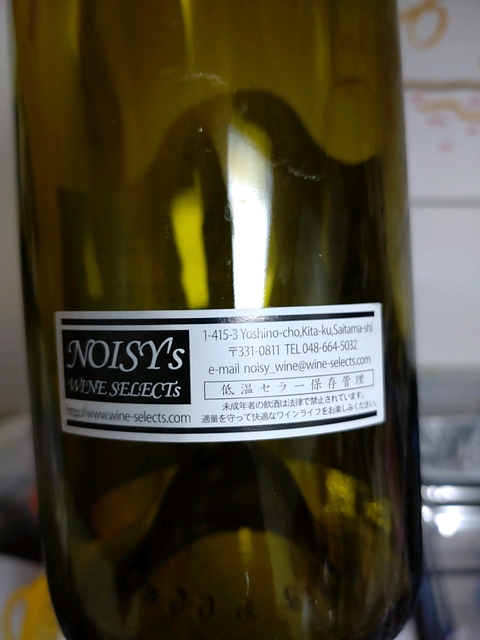 NOISY's
WINE SELECTs
http://www.wine-selects.com
1-415-3 Yoshino-cho,Kita-ku,Saitama-shi
〒331-0811 TEL 048-664-5032
e-mail noisy_wine@wine-selects.com
低温セラー保存管理
未成年者の飲酒は法律で禁止されています。
適量を守って快適なワインライフをお楽しみください。